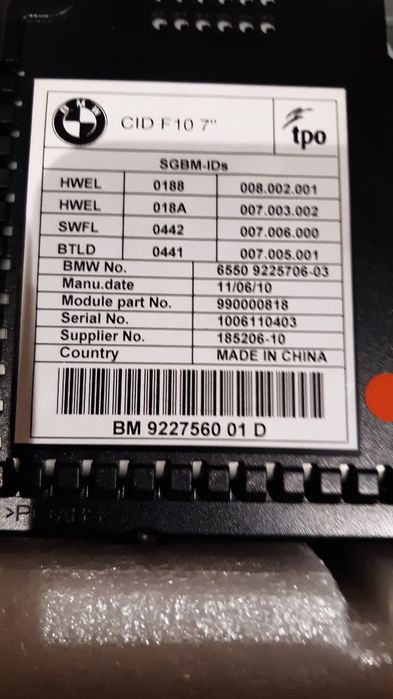 BMW
CID F10 7"
tpo
SGBM-IDs
HWEL 0188 008.002.001
HWEL 018A 007.003.002
SWFL 0442 007.006.000
BTLD 0441 007.005.001
BMW No. 6550 9225706-03
Manu.date 11/06/10
Module part No. 990000818
Serial No. 1006110403
Supplier No. 185206-10
Country MADE IN CHINA
BM 9227560 01 D